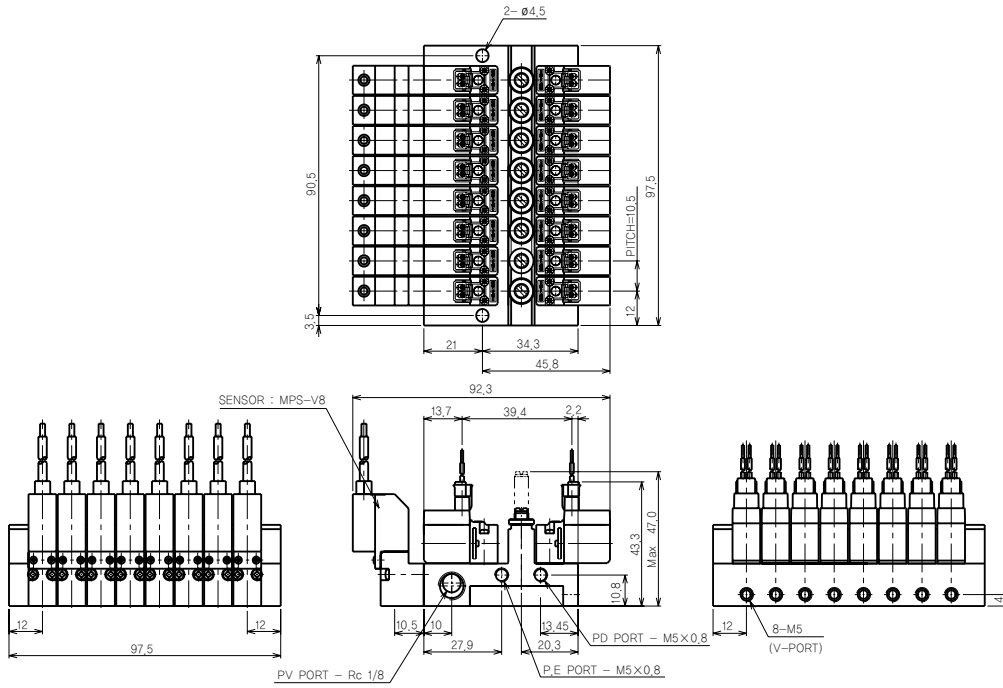 2- ø4,5
90,5
97,5
PITCH=10,5
12
3,5
21
34,3
45,8
92,3
SENSOR : MPS-V8
13,7
39,4
2,2
43,3
Max 47,0
10,8
4
12
12
97,5
10,5
10
13,45
27,9
20,3
PD PORT - M5×0,8
P,E PORT - M5×0,8
PV PORT - Rc 1/8
12
8-M5
(V-PORT)